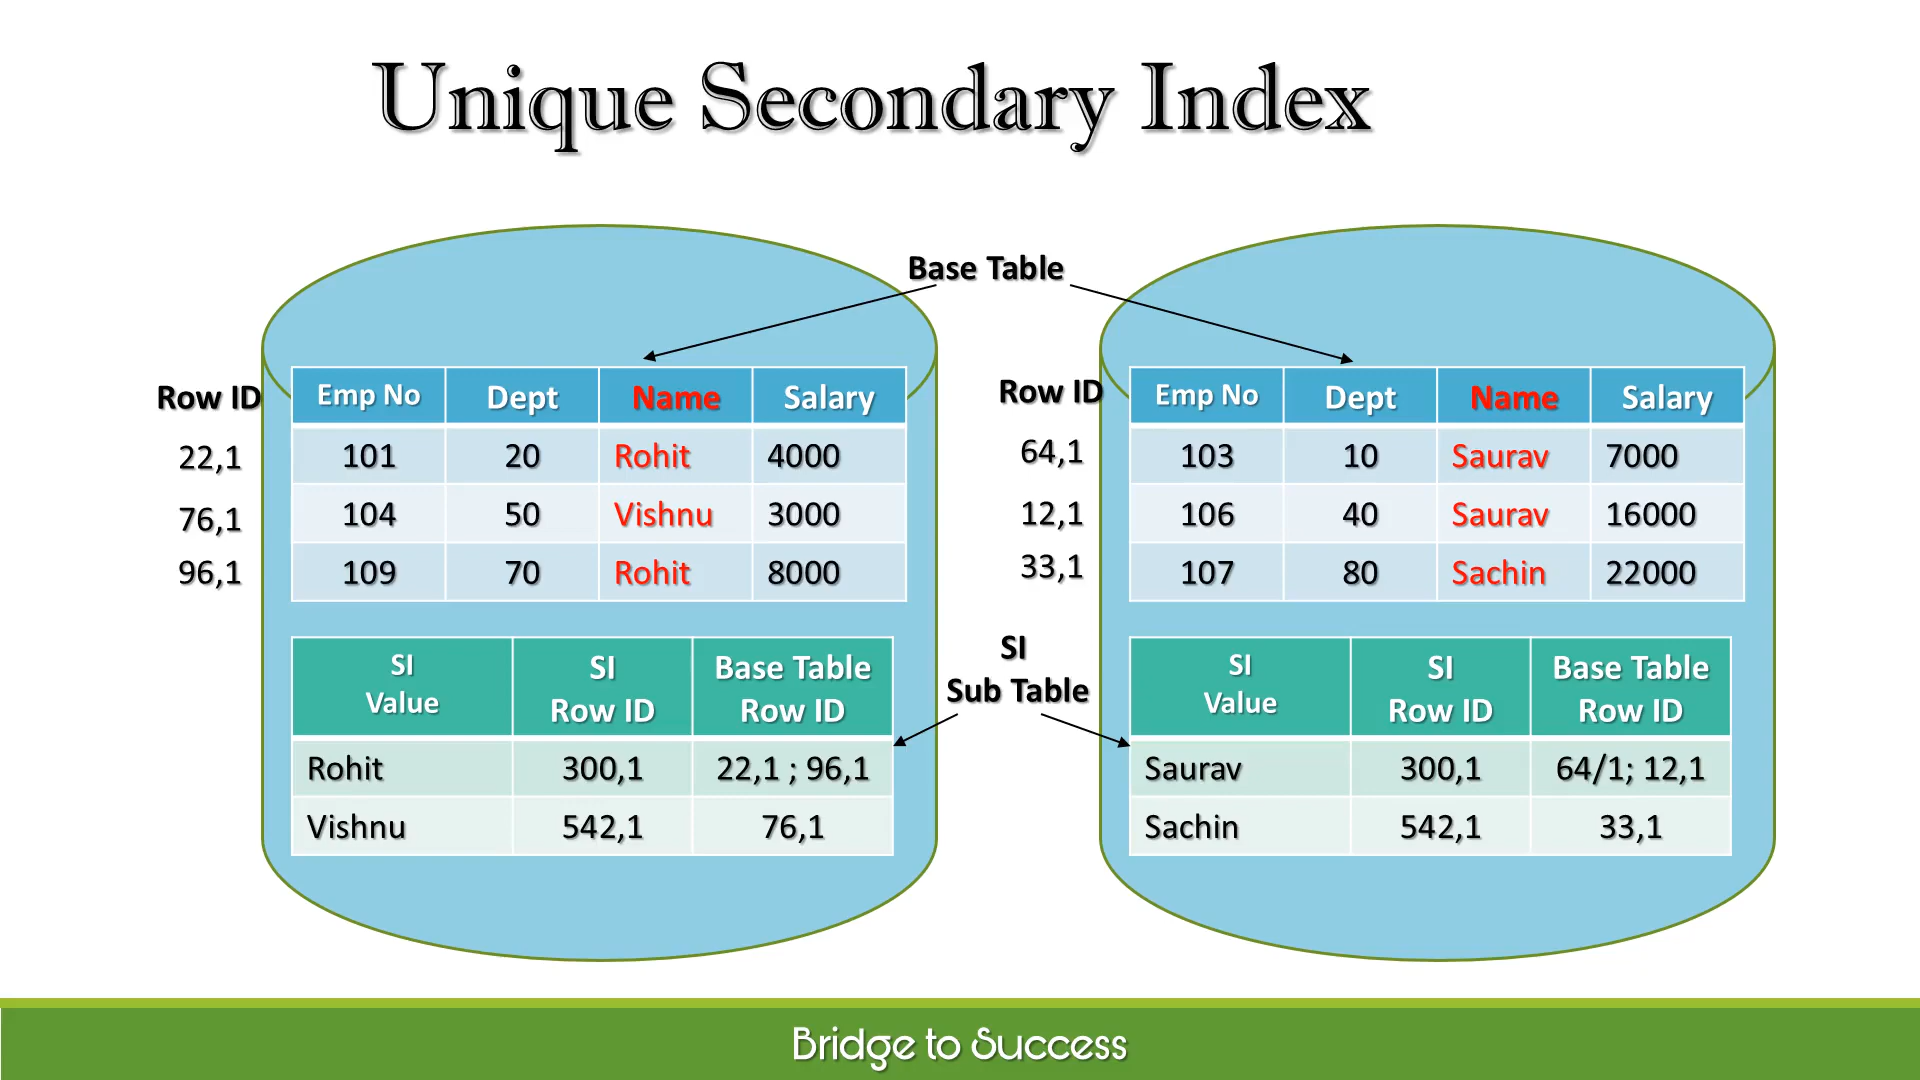 Unique Secondary Index
Base Table
Row ID
Emp No Dept Name Salary
22,1 101 20 Rohit 4000
76,1 104 50 Vishnu 3000
96,1 109 70 Rohit 8000
Row ID
Emp No Dept Name Salary
64,1 103 10 Saurav 7000
12,1 106 40 Saurav 16000
33,1 107 80 Sachin 22000
SI
Sub Table
SI SI Base Table
Value Row ID Row ID
Rohit 300,1 22,1 ; 96,1
Vishnu 542,1 76,1
SI SI Base Table
Value Row ID Row ID
Saurav 300,1 64/1; 12,1
Sachin 542,1 33,1
Bridge to Success